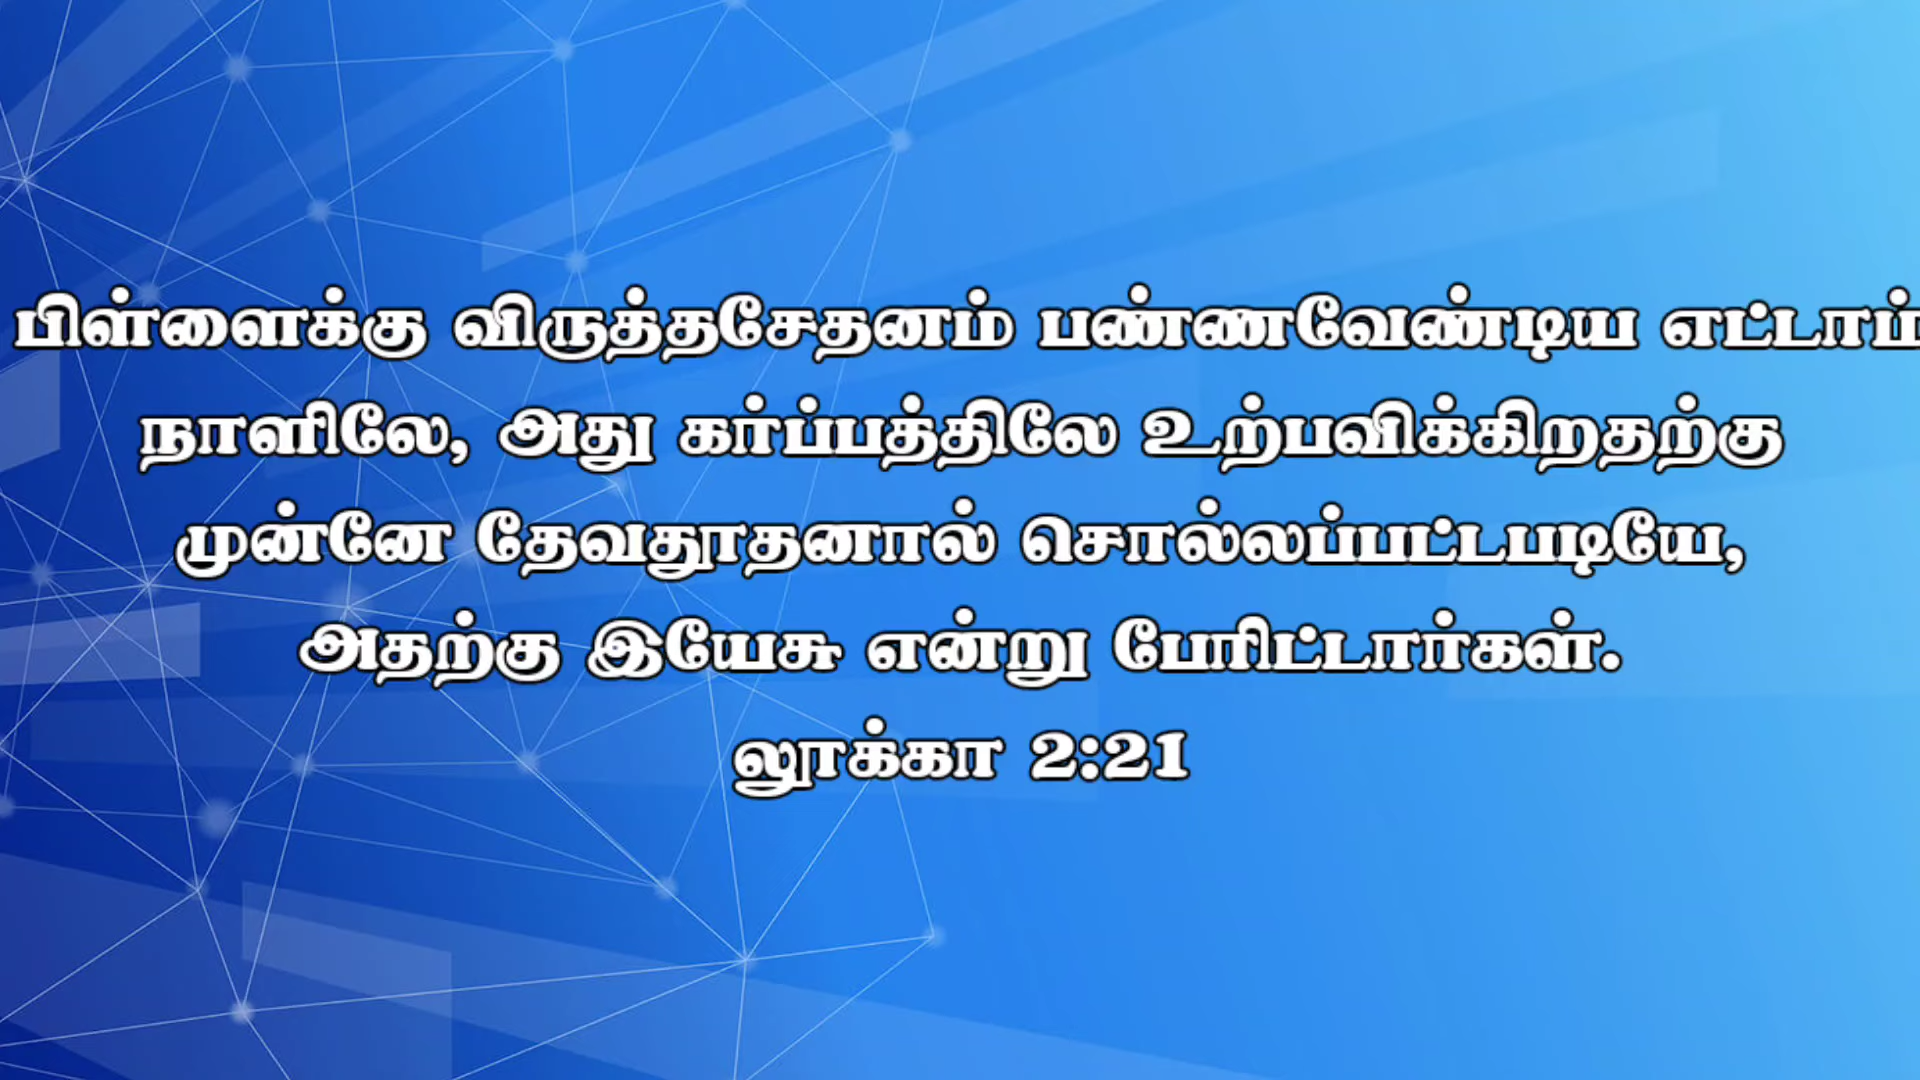 பிள்ளைக்கு விருத்தசேதனம் பண்ணவேண்டிய எட்டாம்
நாளிலே, அது கர்ப்பத்திலே உற்பவிக்கிறதற்கு
முன்னே தேவதூதனால் சொல்லப்பட்டபடியே,
அதற்கு இயேசு என்று பேரிட்டார்கள்.
லூக்கா 2:21